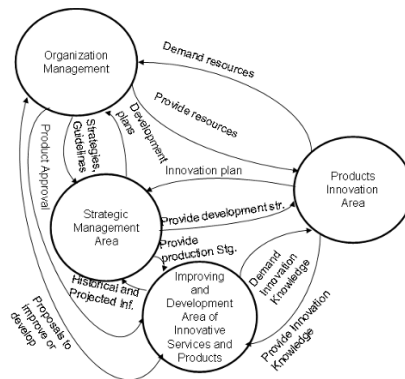 Organization
Management
Demand resources
Provide resources
Development
plans
Strategies,
Guidelines
Product Approval
Innovation plan
Products
Innovation
Area
Strategic
Management
Area
Provide development str.
Provide
production Stg.
Historical and
Projected Inf.
Improving
and
Development
Area of
Innovative
Services and
Products
Demand
Innovation
Knowledge
Provide Innovation
Knowledge
Proposals to
improve or
develop